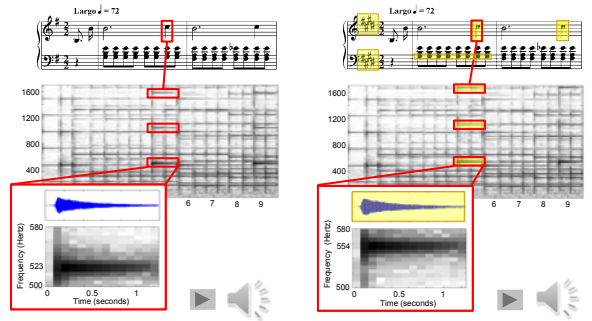 Largo ♩ = 72
1600
1200
800
400
6 7 8 9
580
523
500
Frequency (Hertz)
0 0.5 1
Time (seconds)
Largo ♩ = 72
1600
1200
800
400
6 7 8 9
580
554
500
Frequency (Hertz)
0 0.5 1
Time (seconds)